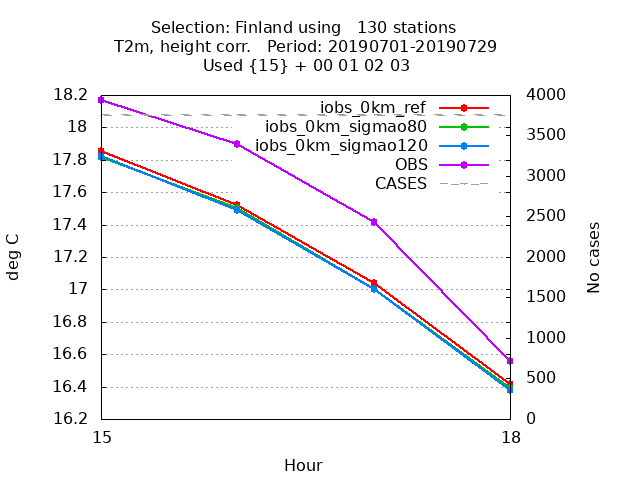 Selection: Finland using   130 stations
T2m, height corr.   Period: 20190701-20190729
Used {15} + 00 01 02 03
18.2
18
17.8
17.6
17.4
17.2
17
16.8
16.6
16.4
16.2
deg C
iobs_0km_ref
iobs_0km_sigmao80
iobs_0km_sigmao120
OBS
CASES
4000
3500
3000
2500
2000
1500
1000
500
0
No cases
15 18
Hour